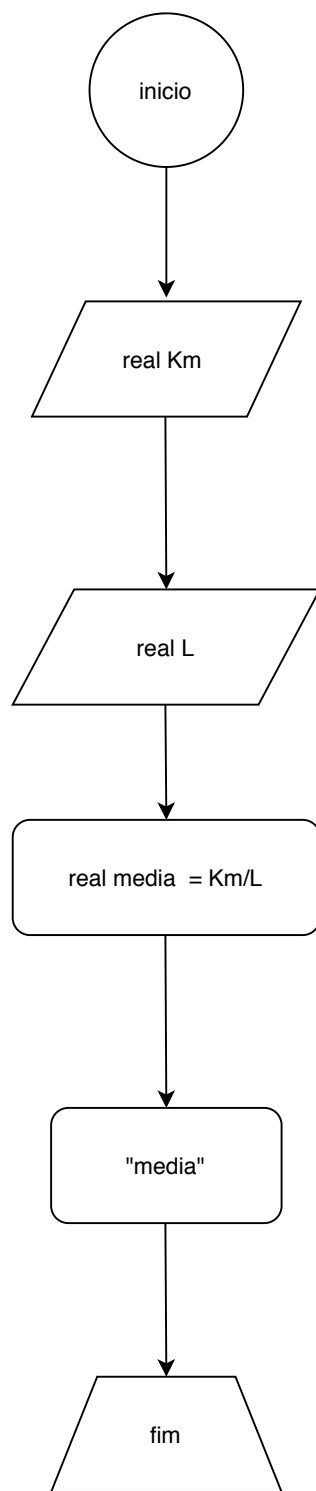 inicio
real Km
real L
real media  = Km/L
"media"
fim